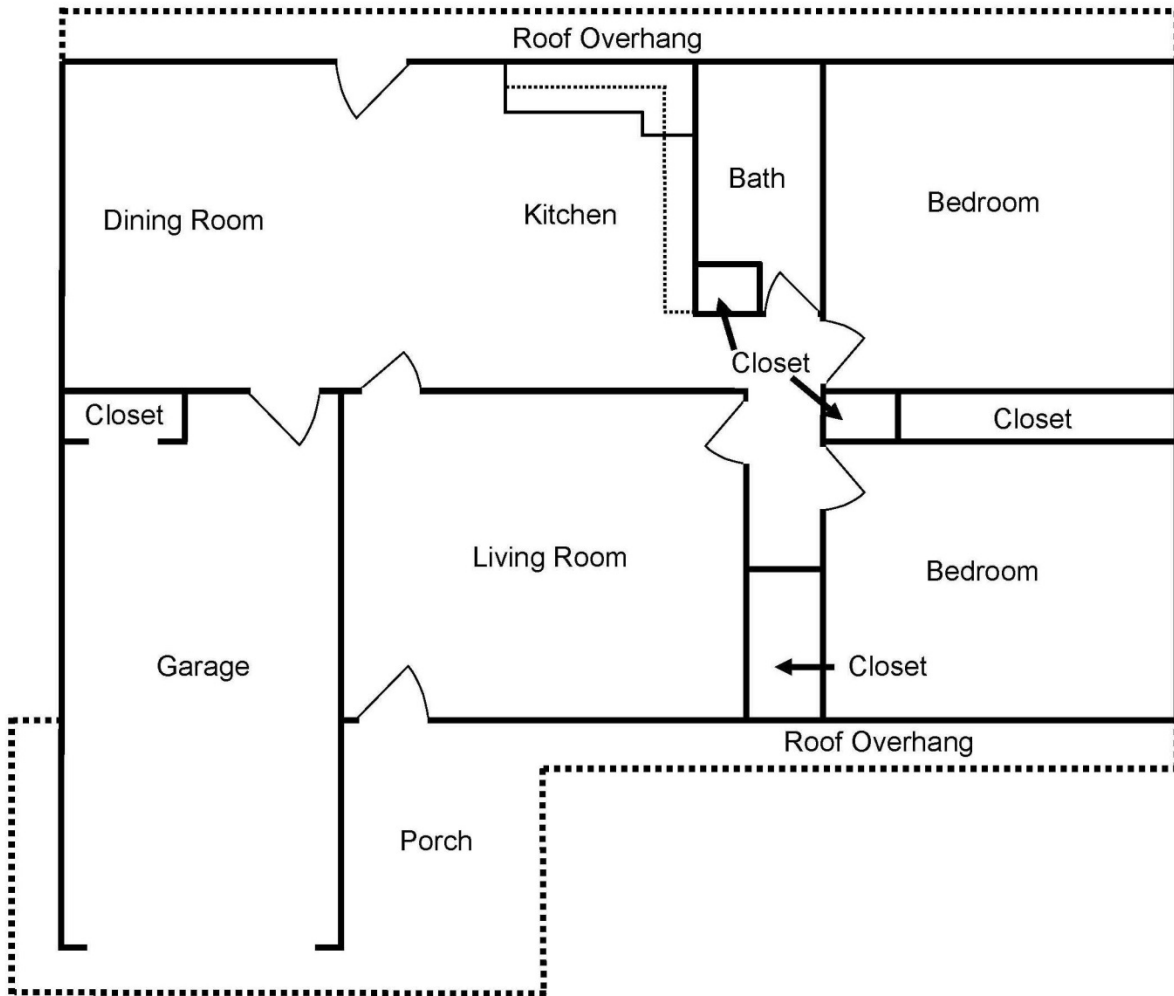 Roof Overhang
Bath
Bedroom
Dining Room
Kitchen
Closet
Closet
Closet
Living Room
Bedroom
Garage
Closet
Roof Overhang
Porch